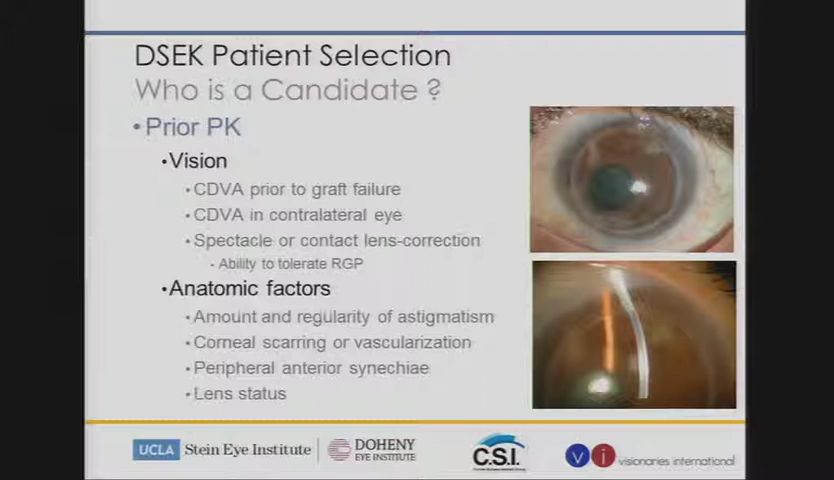 DSEK Patient Selection
Who is a Candidate ?
•Prior PK
•Vision
•CDVA prior to graft failure
•CDVA in contralateral eye
•Spectacle or contact lens-correction
•Ability to tolerate RGP
•Anatomic factors
•Amount and regularity of astigmatism
•Corneal scarring or vascularization
•Peripheral anterior synechiae
•Lens status
UCLA Stein Eye Institute
DOHENY
EYE INSTITUTE
C.S.I.
vi visionaries international